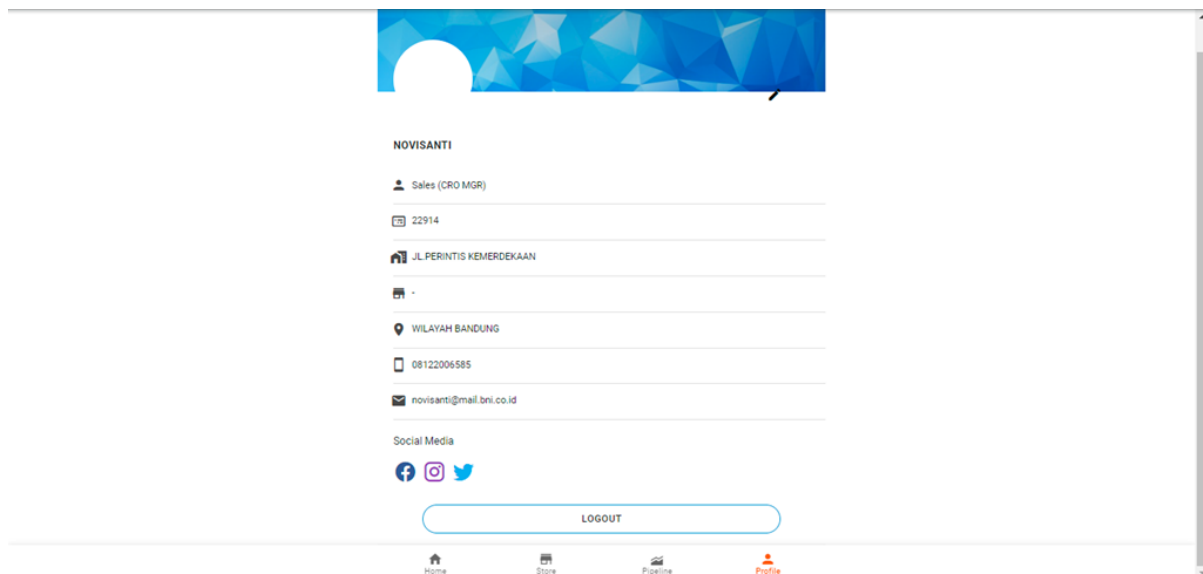 NOVISANTI
Sales (CRO MGR)
22914
JL.PERINTIS KEMERDEKAAN
-
WILAYAH BANDUNG
08122006585
novisanti@mail.bni.co.id
Social Media
LOGOUT
Home Store Pipeline Profile